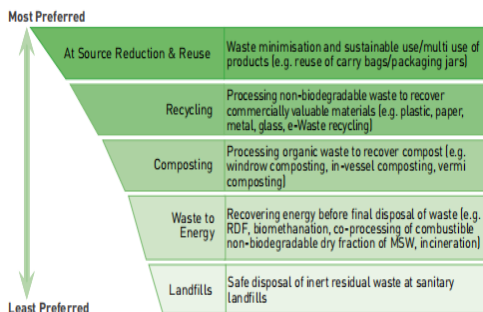 Most Preferred
At Source Reduction & Reuse
Waste minimisation and sustainable use/multi use of
products (e.g. reuse of carry bags/packaging jars)
Recycling
Processing non-biodegradable waste to recover
commercially valuable materials (e.g. plastic, paper,
metal, glass, e-Waste recycling)
Composting
Processing organic waste to recover compost (e.g.
windrow composting, in-vessel composting, vermi
composting)
Waste to
Energy
Recovering energy before final disposal of waste (e.g.
RDF, biomethanation, co-processing of combustible
non-biodegradable dry fraction of MSW, incineration)
Landfills
Safe disposal of inert residual waste at sanitary
landfills
Least Preferred